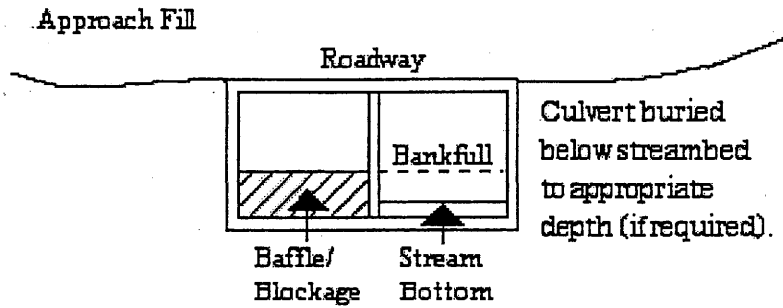 Approach Fill
Roadway
Bankfull
Culvert buried
below streambed
to appropriate
depth (if required).
Baffle/
Blockage
Stream
Bottom